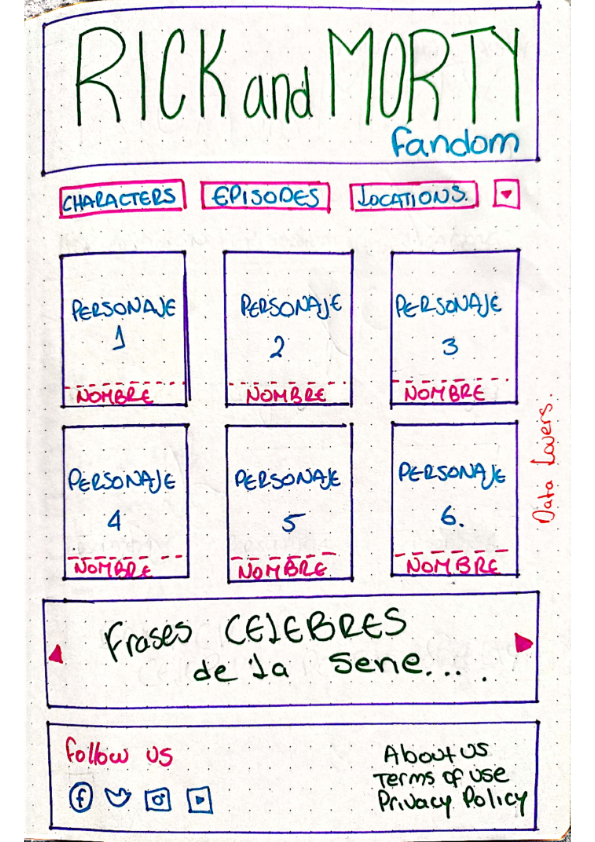 RICK and MORTY
fandom
CHARACTERS EPISODES LOCATIONS.
PERSONAJE PERSONAJE PERSONAJE
1 2 3
NOMBRE NOMBRE NOMBRE
PERSONAJE PERSONAJE PERSONAJE
4 5 6.
NOMBRE NOMBRE NOMBRE
Data Lovers.
Frases CELEBRES
de la serie....
follow us
About us
Terms of use
Privacy Policy